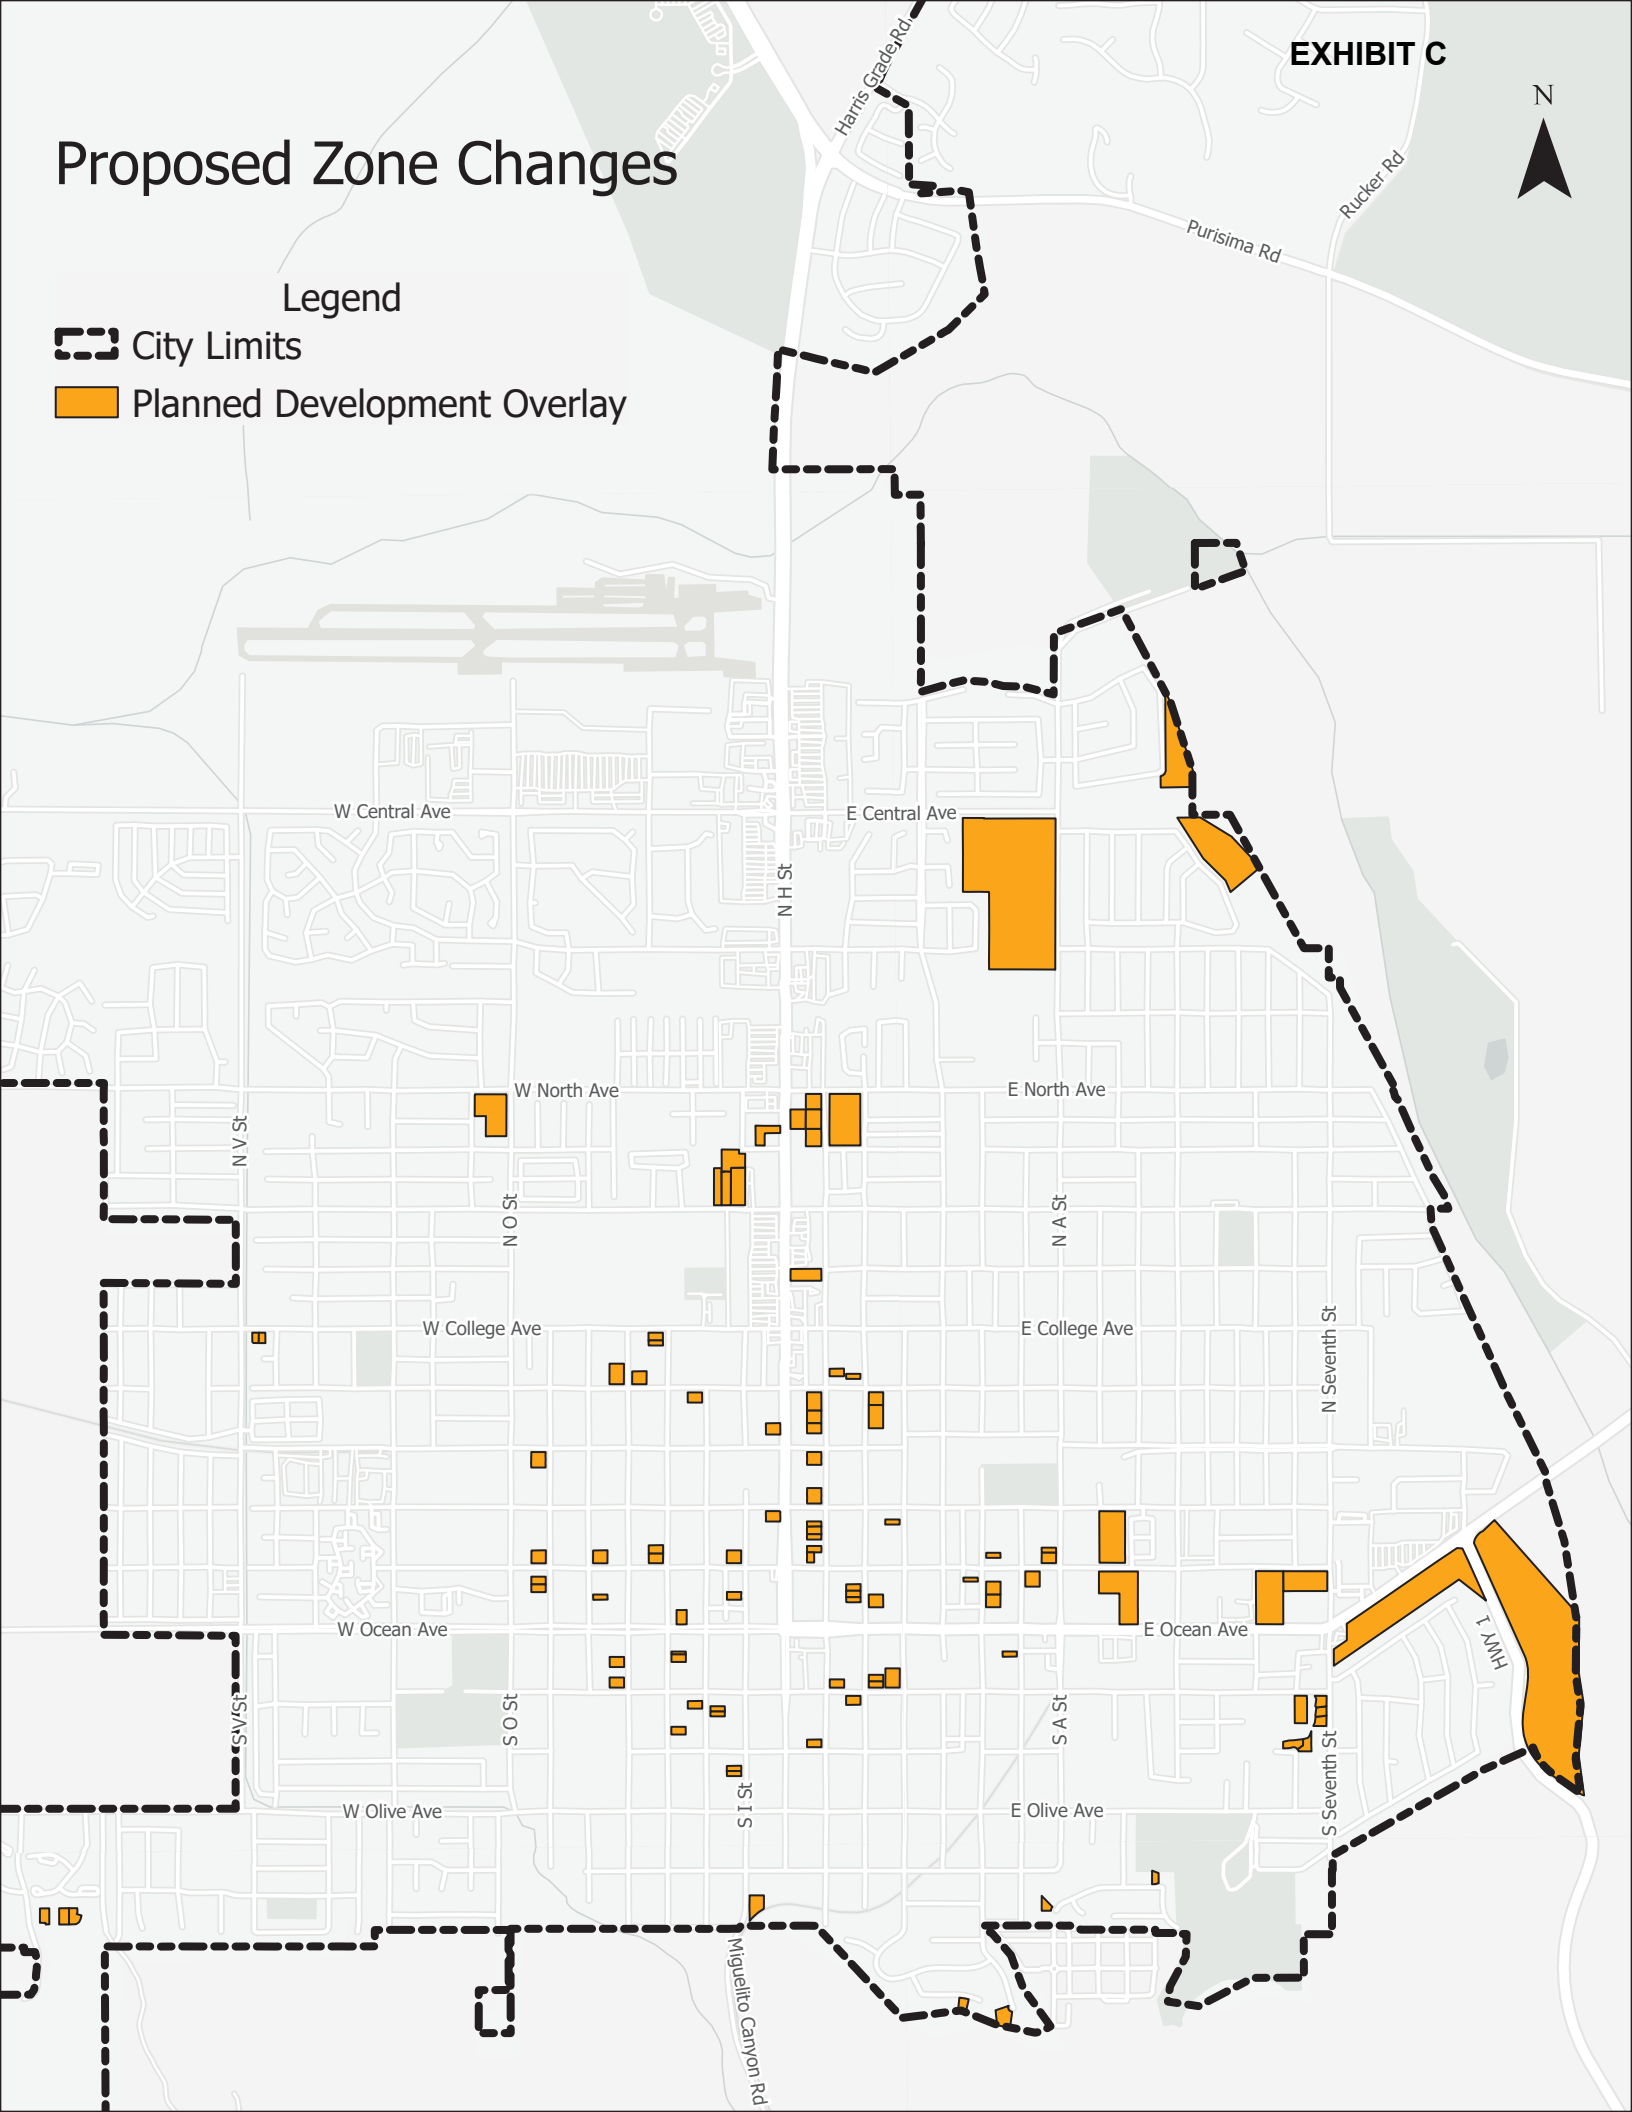 EXHIBIT C
N
Harris Grade Rd
Proposed Zone Changes
Rucker Rd
Purisima Rd
Legend
City Limits
Planned Development Overlay
W Central Ave
E Central Ave
N H St
W North Ave
E North Ave
N V St
N O St
N A St
W College Ave
E College Ave
N Seventh St
W Ocean Ave
E Ocean Ave
HWY 1
S V St
S O St
S A St
S Seventh St
S I St
W Olive Ave
E Olive Ave
Miguelito Canyon Rd